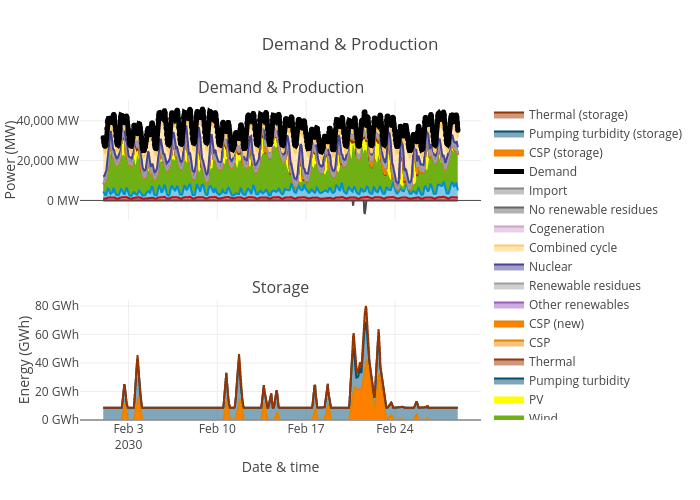 Demand & Production
Demand & Production
Power (MW)
40,000 MW
20,000 MW
0 MW
Storage
Energy (GWh)
80 GWh
60 GWh
40 GWh
20 GWh
0 GWh
Feb 3
2030
Feb 10
Feb 17
Feb 24
Date & time
Thermal (storage)
Pumping turbidity (storage)
CSP (storage)
Demand
Import
No renewable residues
Cogeneration
Combined cycle
Nuclear
Renewable residues
Other renewables
CSP (new)
CSP
Thermal
Pumping turbidity
PV
Wind